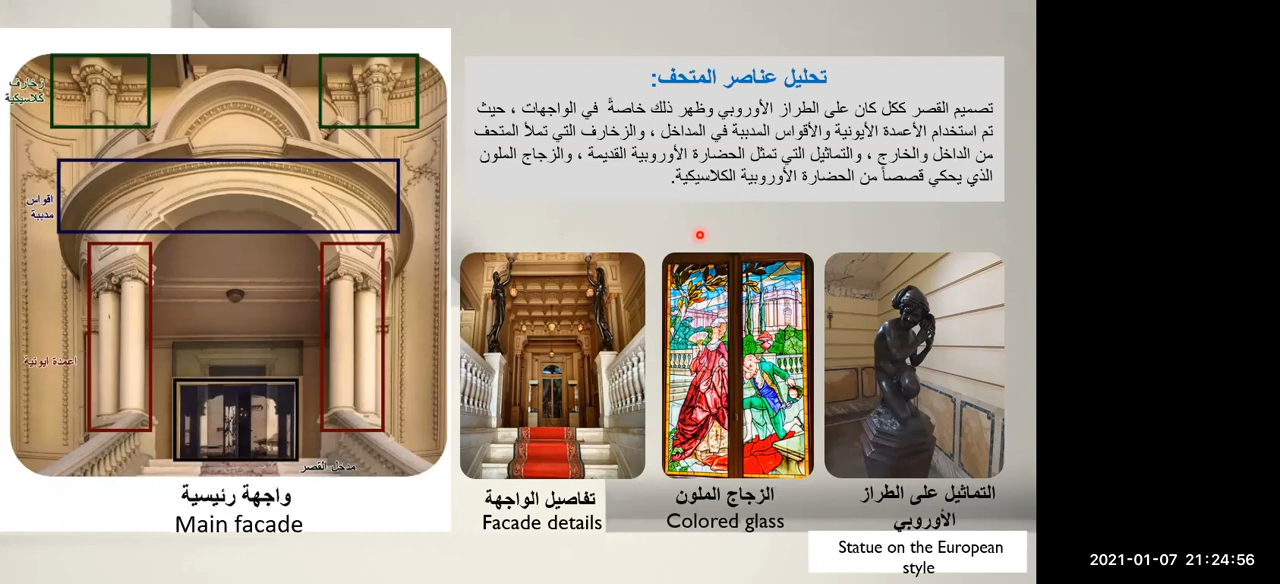 تحليل عناصر المتحف:
تصميم القصر ككل كان على الطراز الأوروبي وظهر ذلك خاصةً في الواجهات ، حيث
تم استخدام الأعمدة الأيونية والأقواس المدببة في المداخل ، والزخارف التي تملأ المتحف
من الداخل والخارج ، والتماثيل التي تمثل الحضارة الأوروبية القديمة ، والزجاج الملون
الذي يحكي قصصاً من الحضارة الأوروبية الكلاسيكية.
زخارف
كلاسيكية
اقواس
مدببة
اعمدة ايونية
مدخل القصر
واجهة رئيسية
Main facade
تفاصيل الواجهة
Facade details
الزجاج الملون
Colored glass
التماثيل على الطراز
الأوروبي
Statue on the European
style
2021-01-07 21:24:56